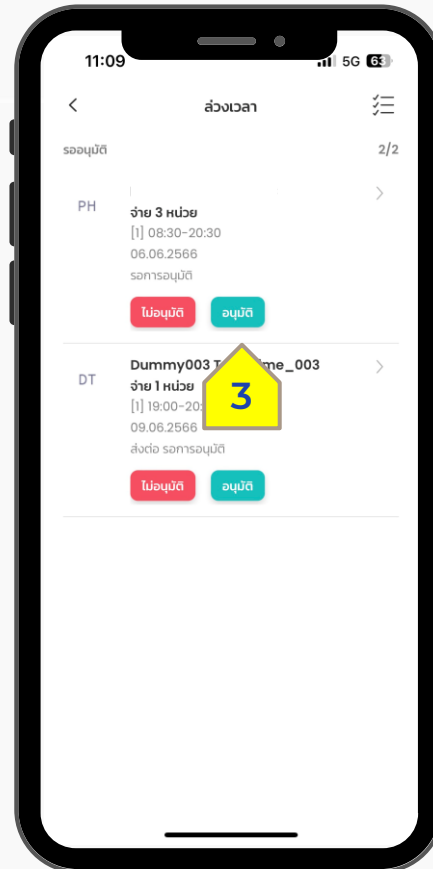 11:09 5G 63
ล่วงเวลา
รออนุมัติ 2/2
PH
จ่าย 3 หน่วย
[1] 08:30-20:30
06.06.2566
รอการอนุมัติ
ไม่อนุมัติ อนุมัติ
DT Dummy003 me_003
จ่าย 1 หน่วย
[1] 19:00-20:
09.06.2566
ส่งต่อ รอการอนุมัติ
3
ไม่อนุมัติ อนุมัติ